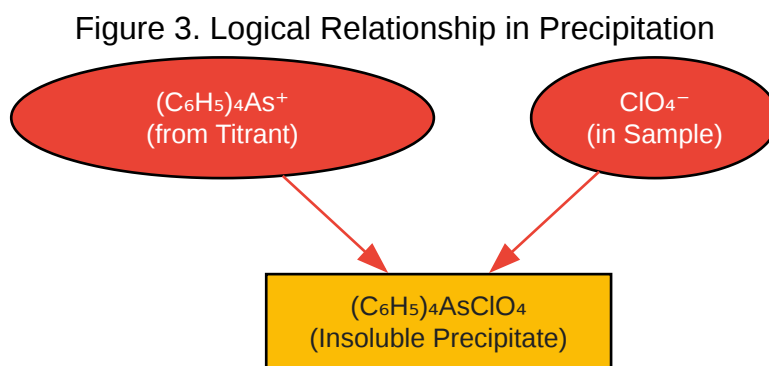 Figure 3. Logical Relationship in Precipitation
(C₆H₅)₄As⁺
(from Titrant)
ClO₄⁻
(in Sample)
(C₆H₅)₄AsClO₄
(Insoluble Precipitate)